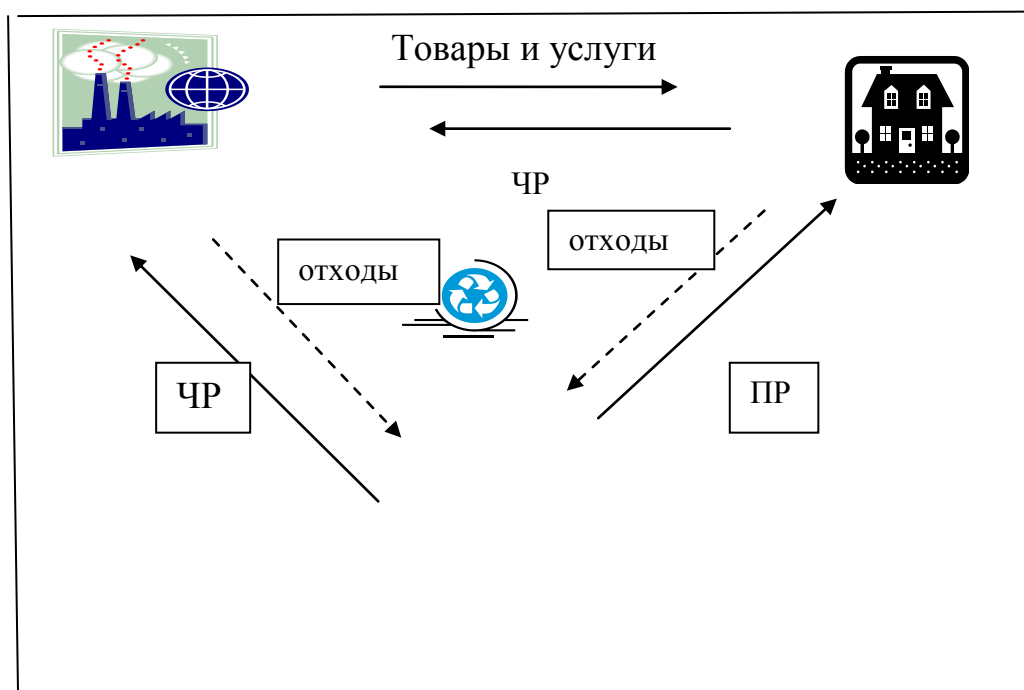 Товары и услуги
ЧР
отходы
отходы
ЧР
ПР